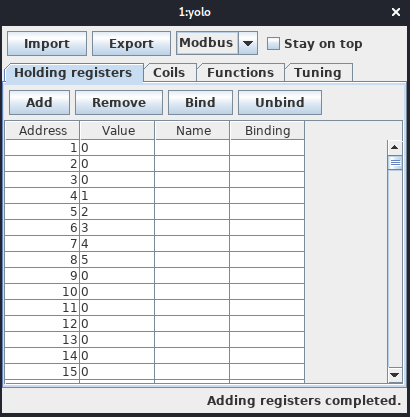 1:yolo
Import Export Modbus Stay on top
Holding registers Coils Functions Tuning
Add Remove Bind Unbind
Address Value Name Binding
1 0
2 0
3 0
4 1
5 2
6 3
7 4
8 5
9 0
10 0
11 0
12 0
13 0
14 0
15 0
Adding registers completed.